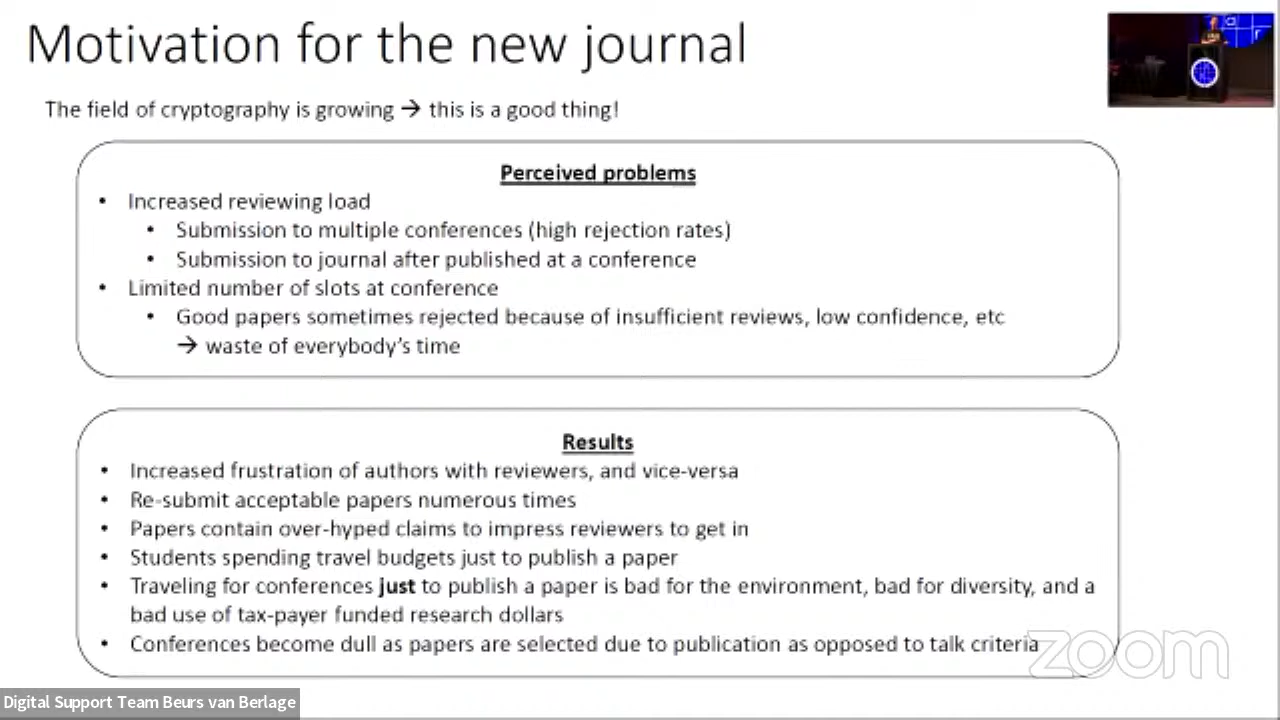 Motivation for the new journal
The field of cryptography is growing → this is a good thing!
Perceived problems
• Increased reviewing load
• Submission to multiple conferences (high rejection rates)
• Submission to journal after published at a conference
• Limited number of slots at conference
• Good papers sometimes rejected because of insufficient reviews, low confidence, etc
→ waste of everybody's time
Results
• Increased frustration of authors with reviewers, and vice-versa
• Re-submit acceptable papers numerous times
• Papers contain over-hyped claims to impress reviewers to get in
• Students spending travel budgets just to publish a paper
• Traveling for conferences just to publish a paper is bad for the environment, bad for diversity, and a
bad use of tax-payer funded research dollars
• Conferences become dull as papers are selected due to publication as opposed to talk criteria
zoom
Digital Support Team Beurs van Berlage